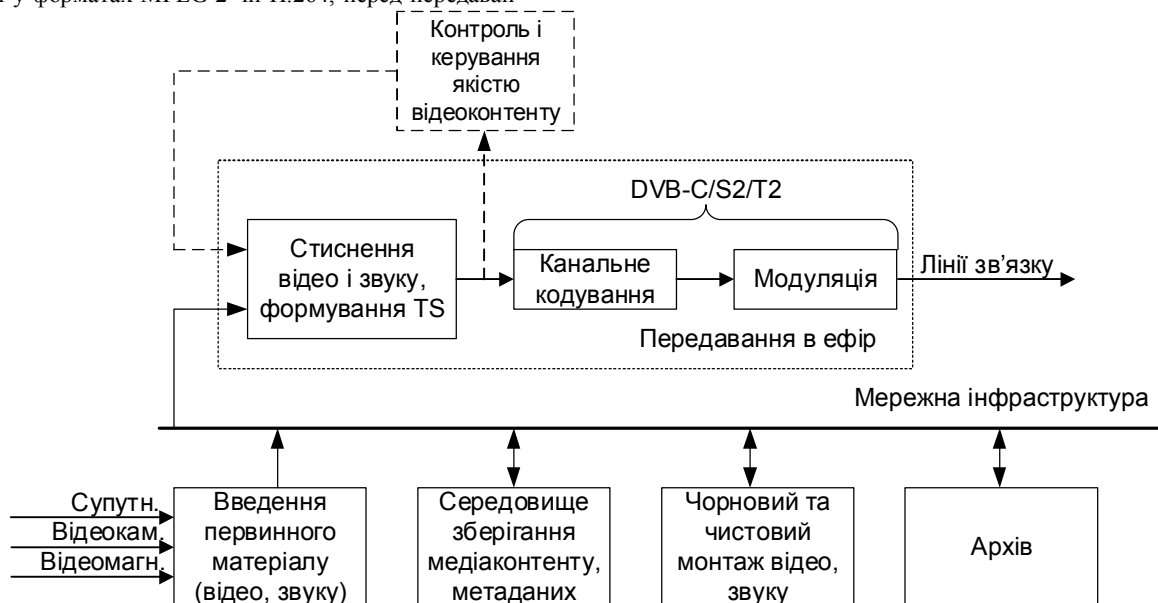 у форматах MPEG-2 чи H.264, перед передаван-
Контроль і
керування
якістю
відеоконтенту
DVB-C/S2/T2
Стиснення
відео і звуку,
формування TS
Канальне
кодування
Модуляція
Лінії зв’язку
Передавання в ефір
Мережна інфраструктура
Супутн.
Відеокам.
Відеомагн.
Введення
первинного
матеріалу
(відео, звуку)
Середовище
зберігання
медіаконтенту,
метаданих
Чорновий та
чистовий
монтаж відео,
звуку
Архів